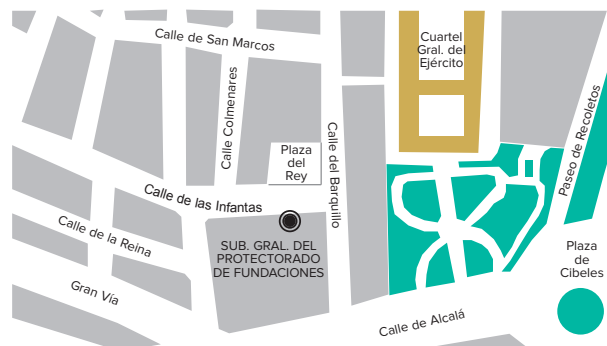 Calle de San Marcos
Cuartel
Gral. del
Ejército
Calle Colmenares
Plaza
del
Rey
Calle del Barquillo
Paseo de Recoletos
Calle de las Infantas
Calle de la Reina
SUB. GRAL. DEL
PROTECTORADO
DE FUNDACIONES
Plaza
de
Cibeles
Gran Vía
Calle de Alcalá